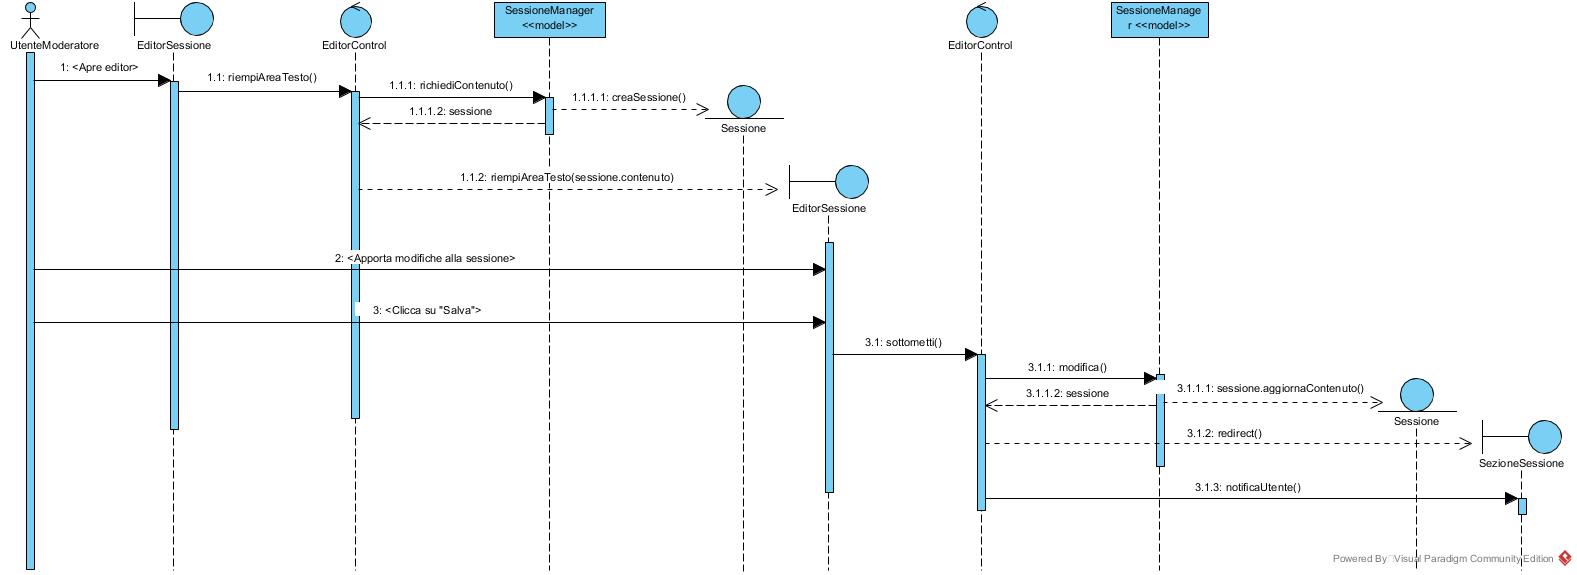 SessioneManager
<<model>>
SessioneManage
r <<model>>
UtenteModeratore
EditorSessione
EditorControl
EditorControl
1: <Apre editor>
1.1: riempiAreaTesto()
1.1.1: richiediContenuto()
1.1.1.1: creaSessione()
1.1.1.2: sessione
Sessione
1.1.2: riempiAreaTesto(sessione.contenuto)
EditorSessione
2: <Apporta modifiche alla sessione>
3: <Clicca su "Salva">
3.1: sottometti()
3.1.1: modifica()
3.1.1.1: sessione.aggiornaContenuto()
3.1.1.2: sessione
Sessione
3.1.2: redirect()
SezioneSessione
3.1.3: notificaUtente()
Powered By Visual Paradigm Community Edition